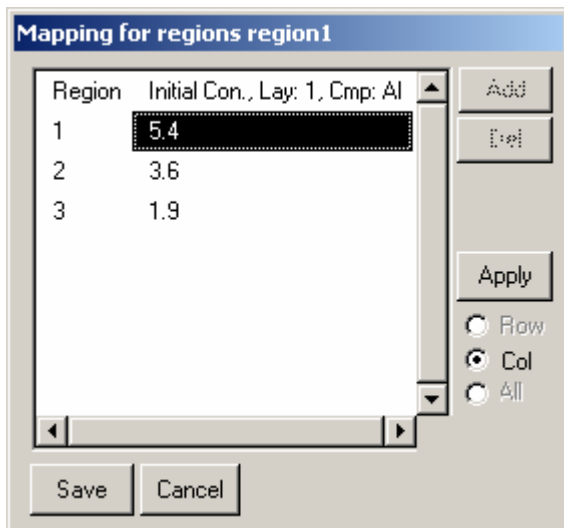 Mapping for regions region1
Region Initial Con., Lay: 1, Cmp: Al
1 5.4
2 3.6
3 1.9
Add
Del
Apply
Row
Col
All
Save Cancel